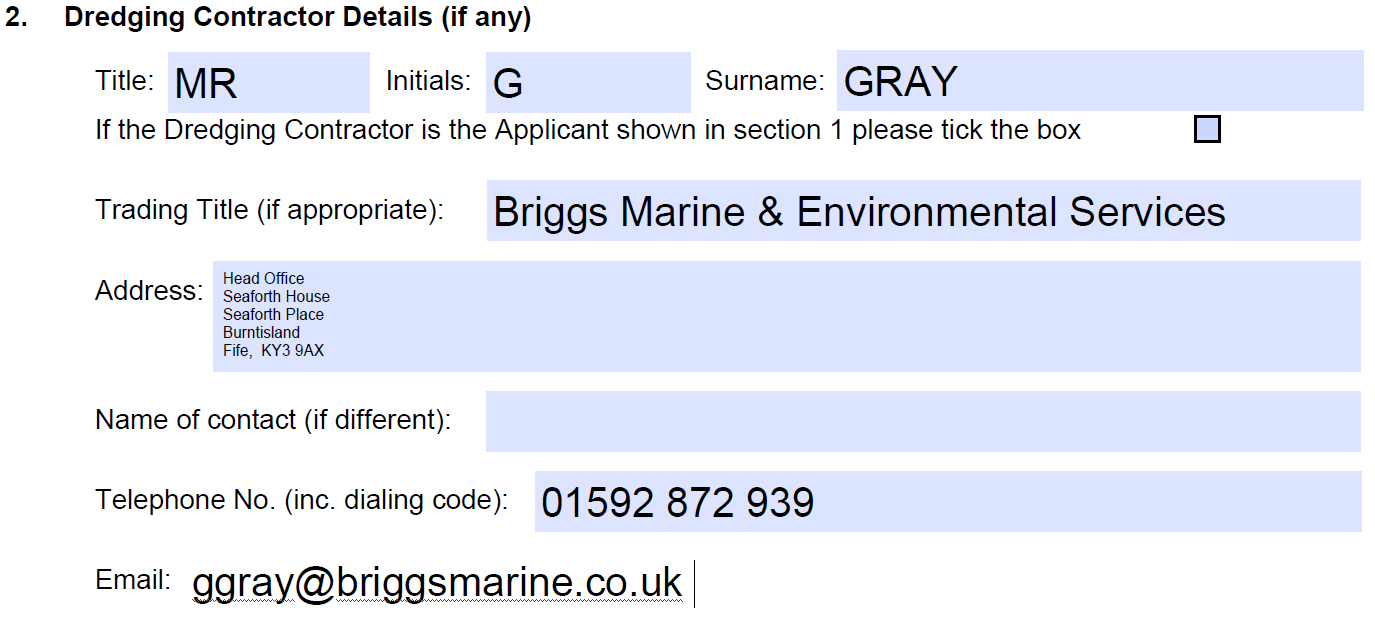 2. Dredging Contractor Details (if any)
Title: MR Initials: G Surname: GRAY
If the Dredging Contractor is the Applicant shown in section 1 please tick the box
Trading Title (if appropriate): Briggs Marine & Environmental Services
Address: Head Office
Seaforth House
Seaforth Place
Burntisland
Fife, KY3 9AX
Name of contact (if different):
Telephone No. (inc. dialing code): 01592 872 939
Email: ggray@briggsmarine.co.uk